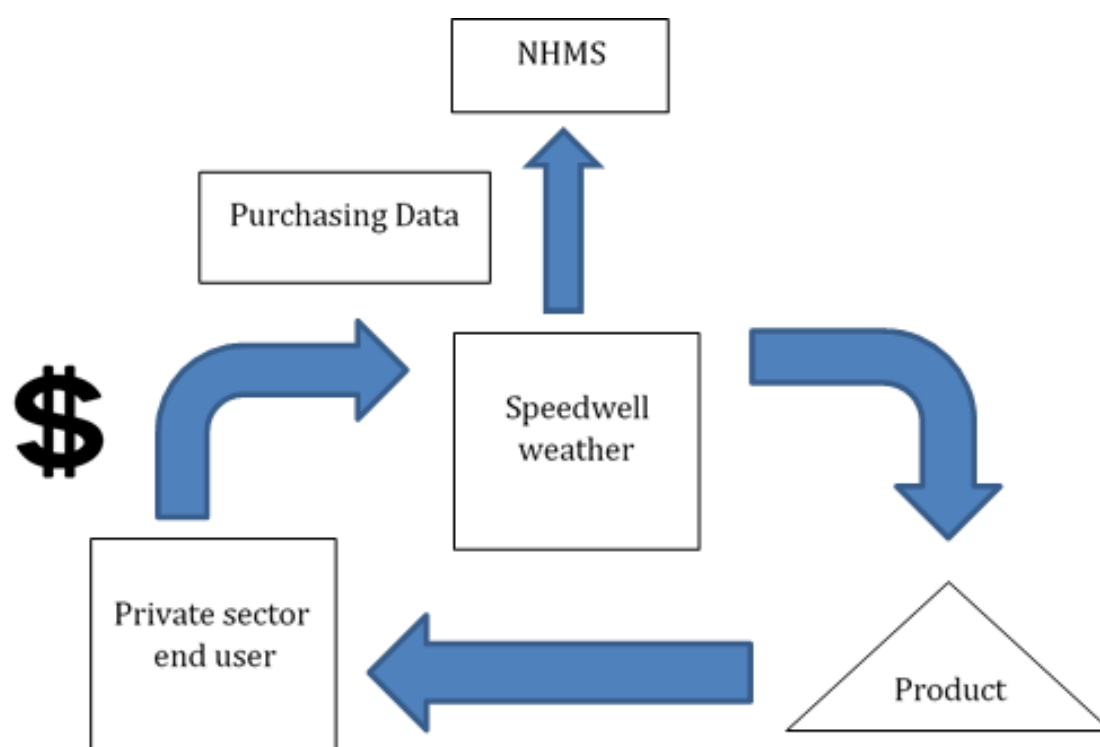 NHMS
Purchasing Data
$
Speedwell
weather
Private sector
end user
Product